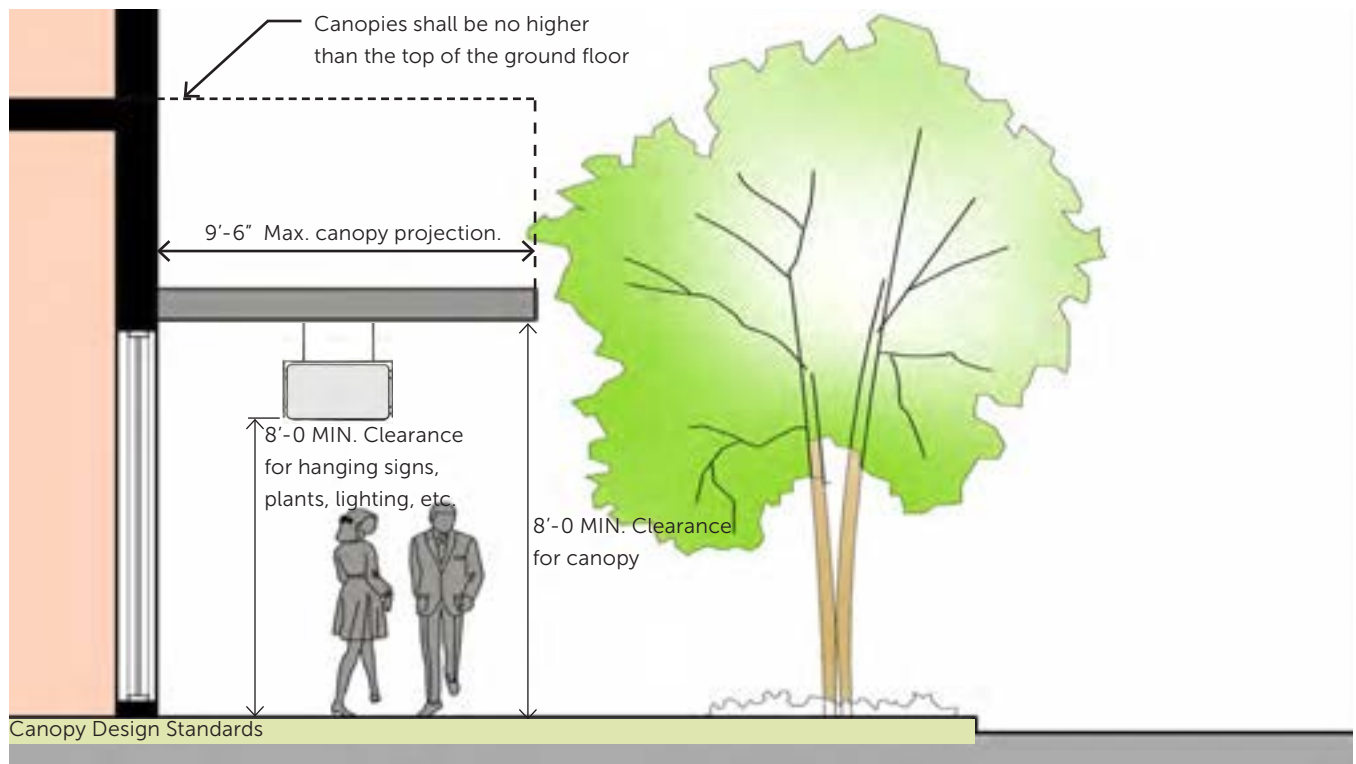 Canopies shall be no higher
than the top of the ground floor
9'-6" Max. canopy projection.
8'-0 MIN. Clearance
for hanging signs,
plants, lighting, etc.
8'-0 MIN. Clearance
for canopy
Canopy Design Standards